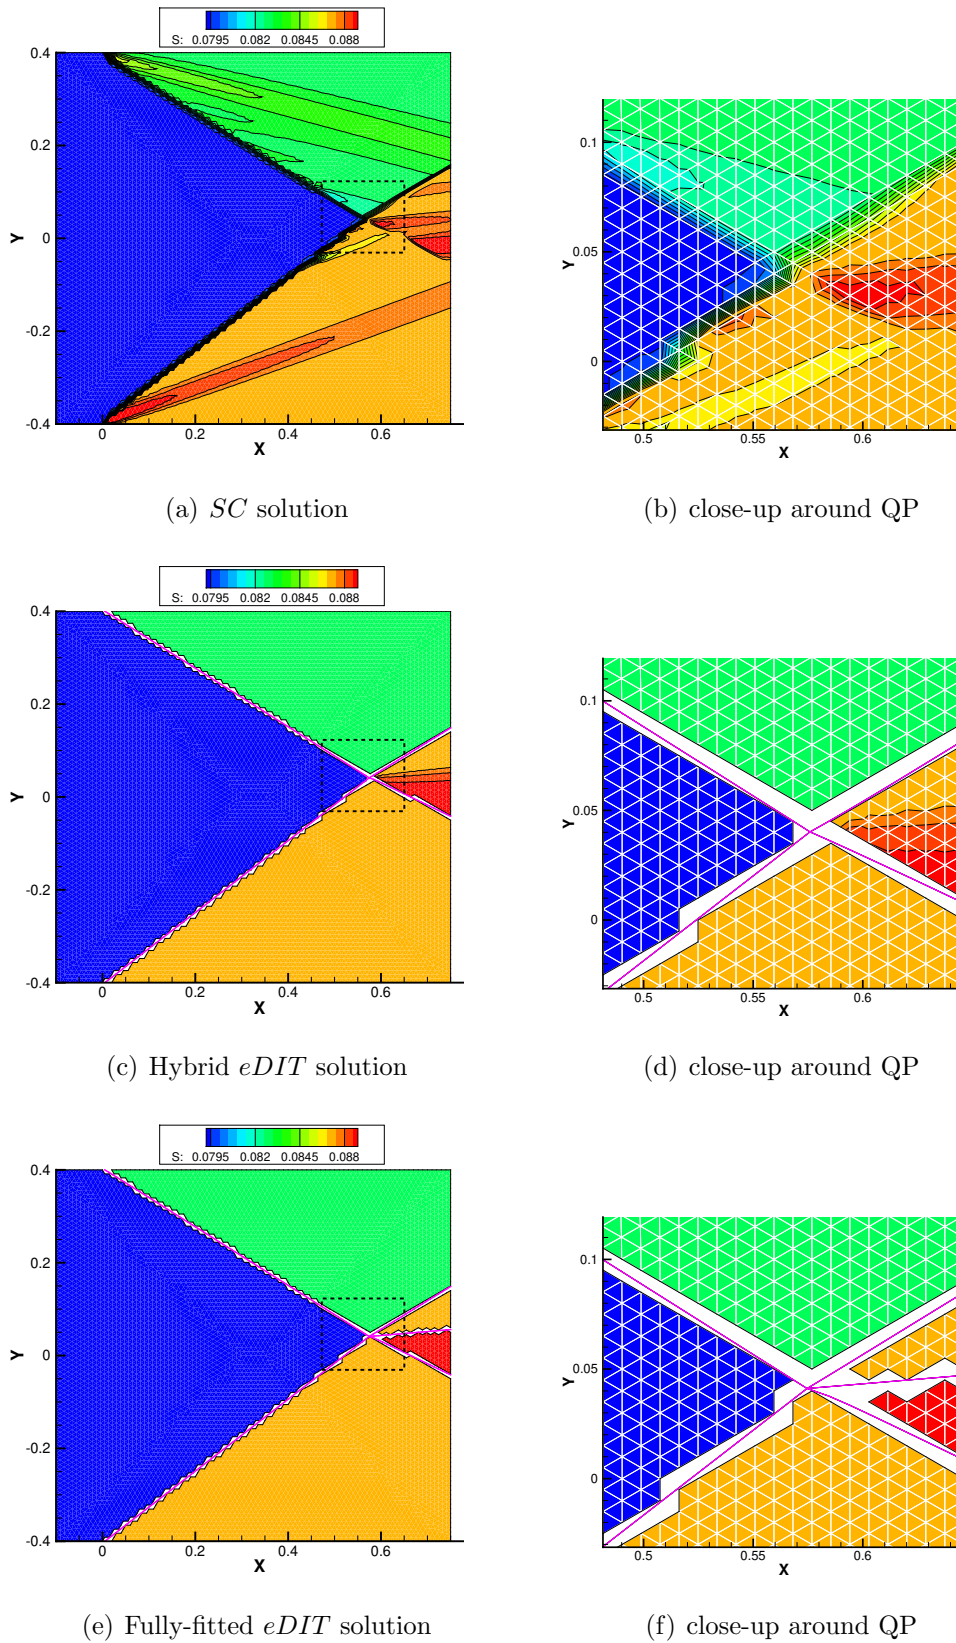 S: 0.0795 0.082 0.0845 0.088
0.4
0.2
0
-0.2
-0.4
Y
0 0.2 0.4 0.6
X
(a) SC solution
0.1
0.05
0
Y
0.5 0.55 0.6
X
(b) close-up around QP
S: 0.0795 0.082 0.0845 0.088
0.4
0.2
0
-0.2
-0.4
Y
0 0.2 0.4 0.6
X
(c) Hybrid eDIT solution
0.1
0.05
0
Y
0.5 0.55 0.6
X
(d) close-up around QP
S: 0.0795 0.082 0.0845 0.088
0.4
0.2
0
-0.2
-0.4
Y
0 0.2 0.4 0.6
X
(e) Fully-fitted eDIT solution
0.1
0.05
0
Y
0.5 0.55 0.6
X
(f) close-up around QP